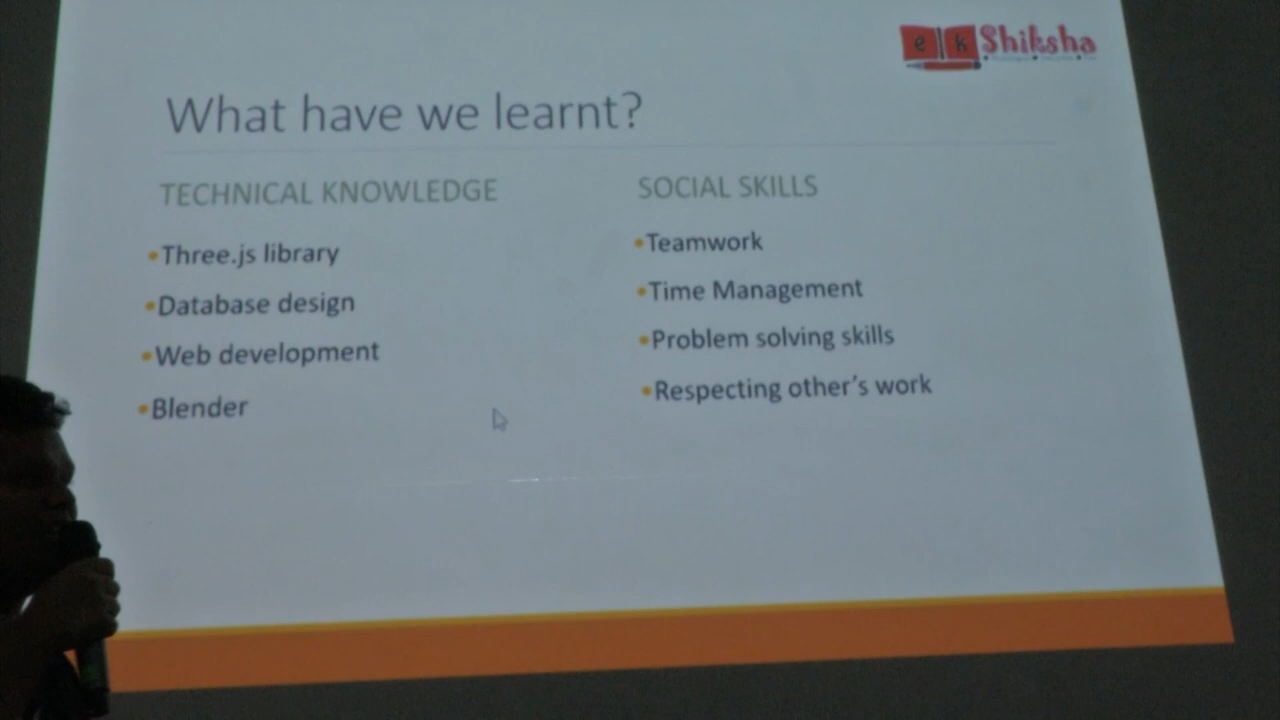 e k Shiksha
What have we learnt?
TECHNICAL KNOWLEDGE
•Three.js library
•Database design
•Web development
•Blender
SOCIAL SKILLS
•Teamwork
•Time Management
•Problem solving skills
•Respecting other's work